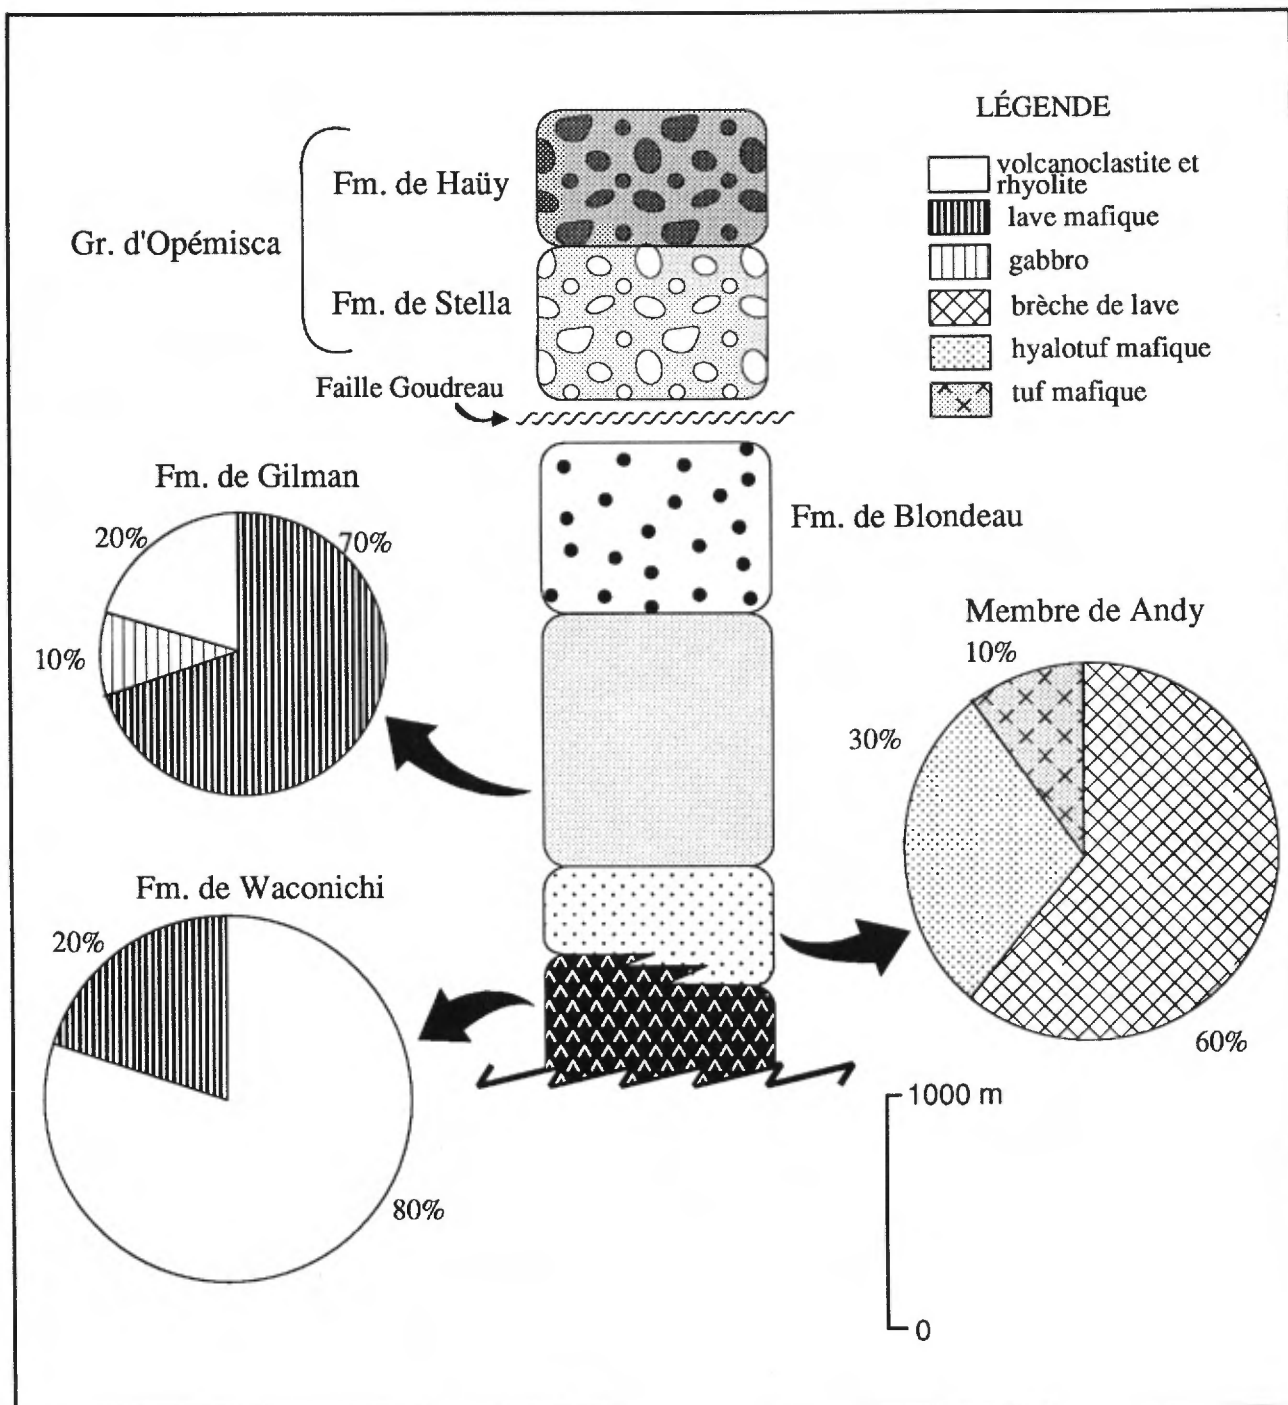 LÉGENDE
volcanoclastite et
rhyolite
lave mafique
gabbro
brèche de lave
hyalotuf mafique
tuf mafique
Fm. de Haüy
Gr. d'Opémisca
Fm. de Stella
Faille Goudreau
Fm. de Gilman
20%
70%
10%
Fm. de Blondeau
Membre de Andy
10%
30%
60%
Fm. de Waconichi
20%
80%
1000 m
0